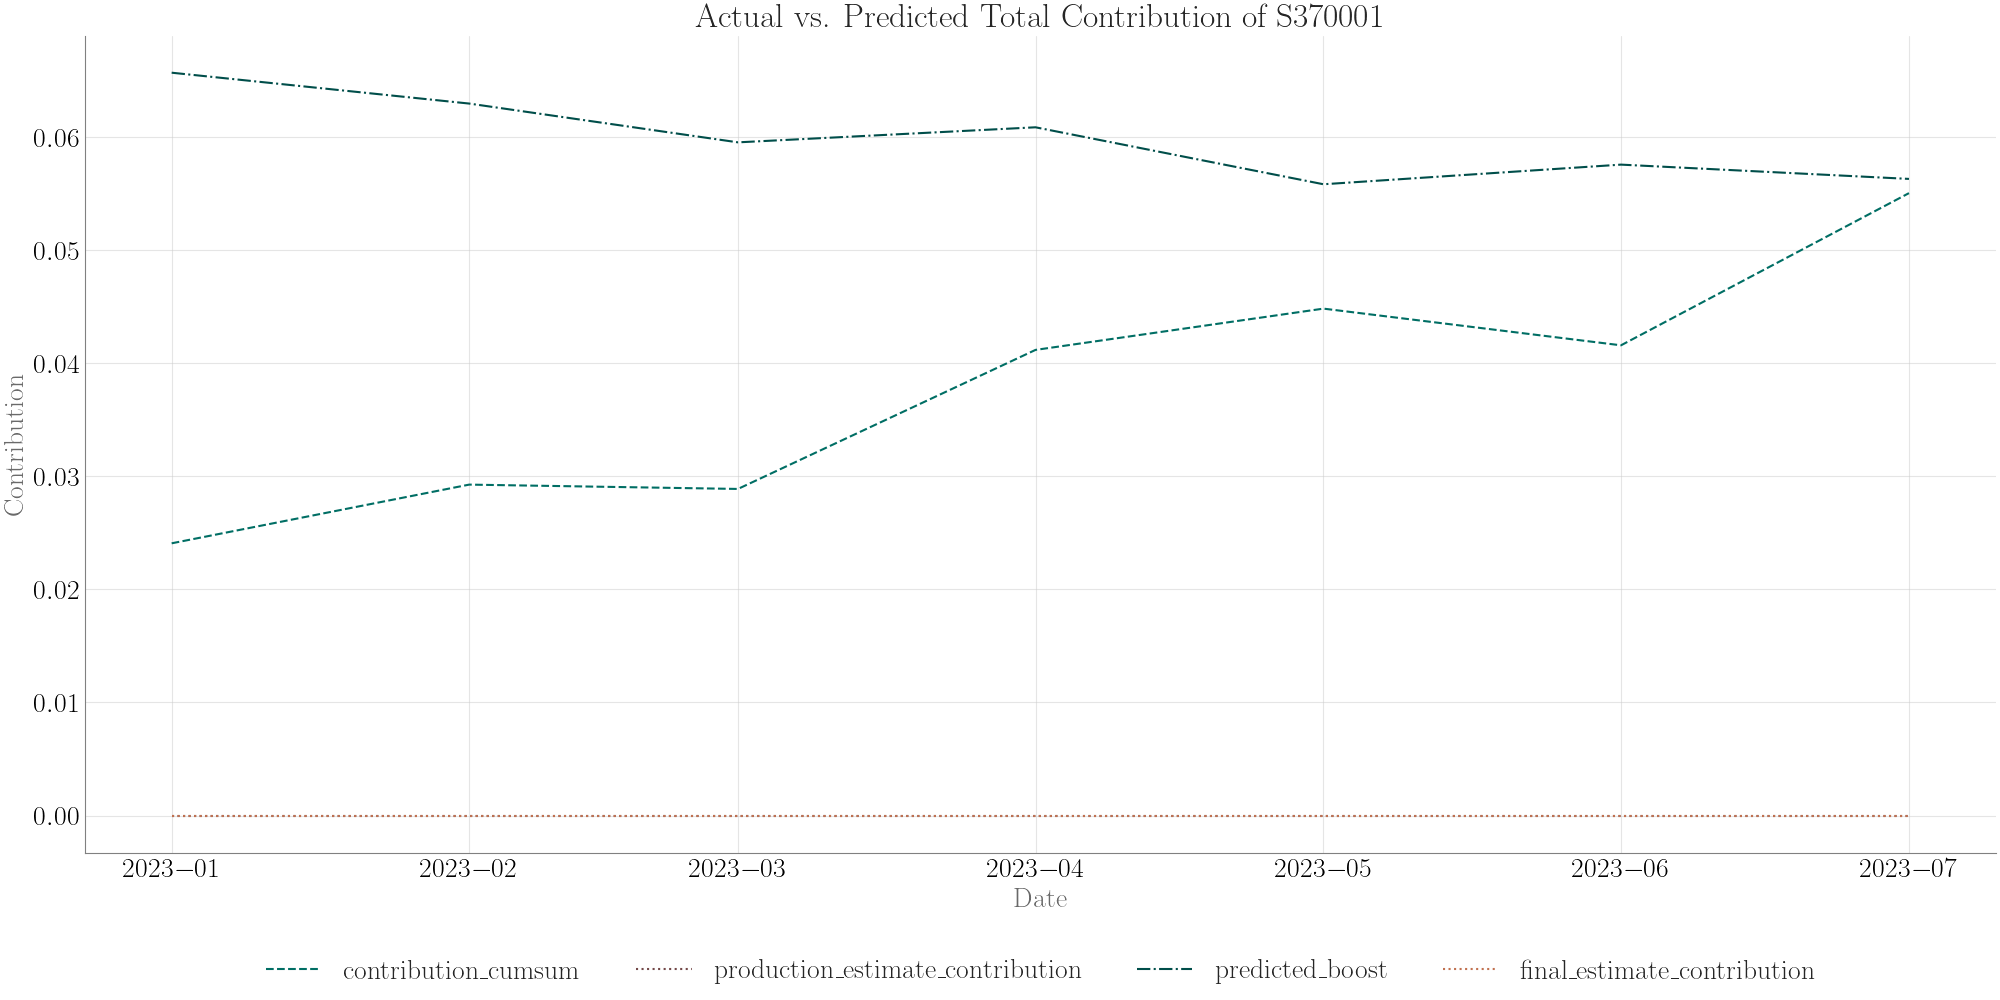 Actual vs. Predicted Total Contribution of S370001
0.06
0.05
0.04
0.03
0.02
0.01
0.00
Contribution
2023–01 2023–02 2023–03 2023–04 2023–05 2023–06 2023–07
Date
contribution_cumsum production_estimate_contribution predicted_boost final_estimate_contribution